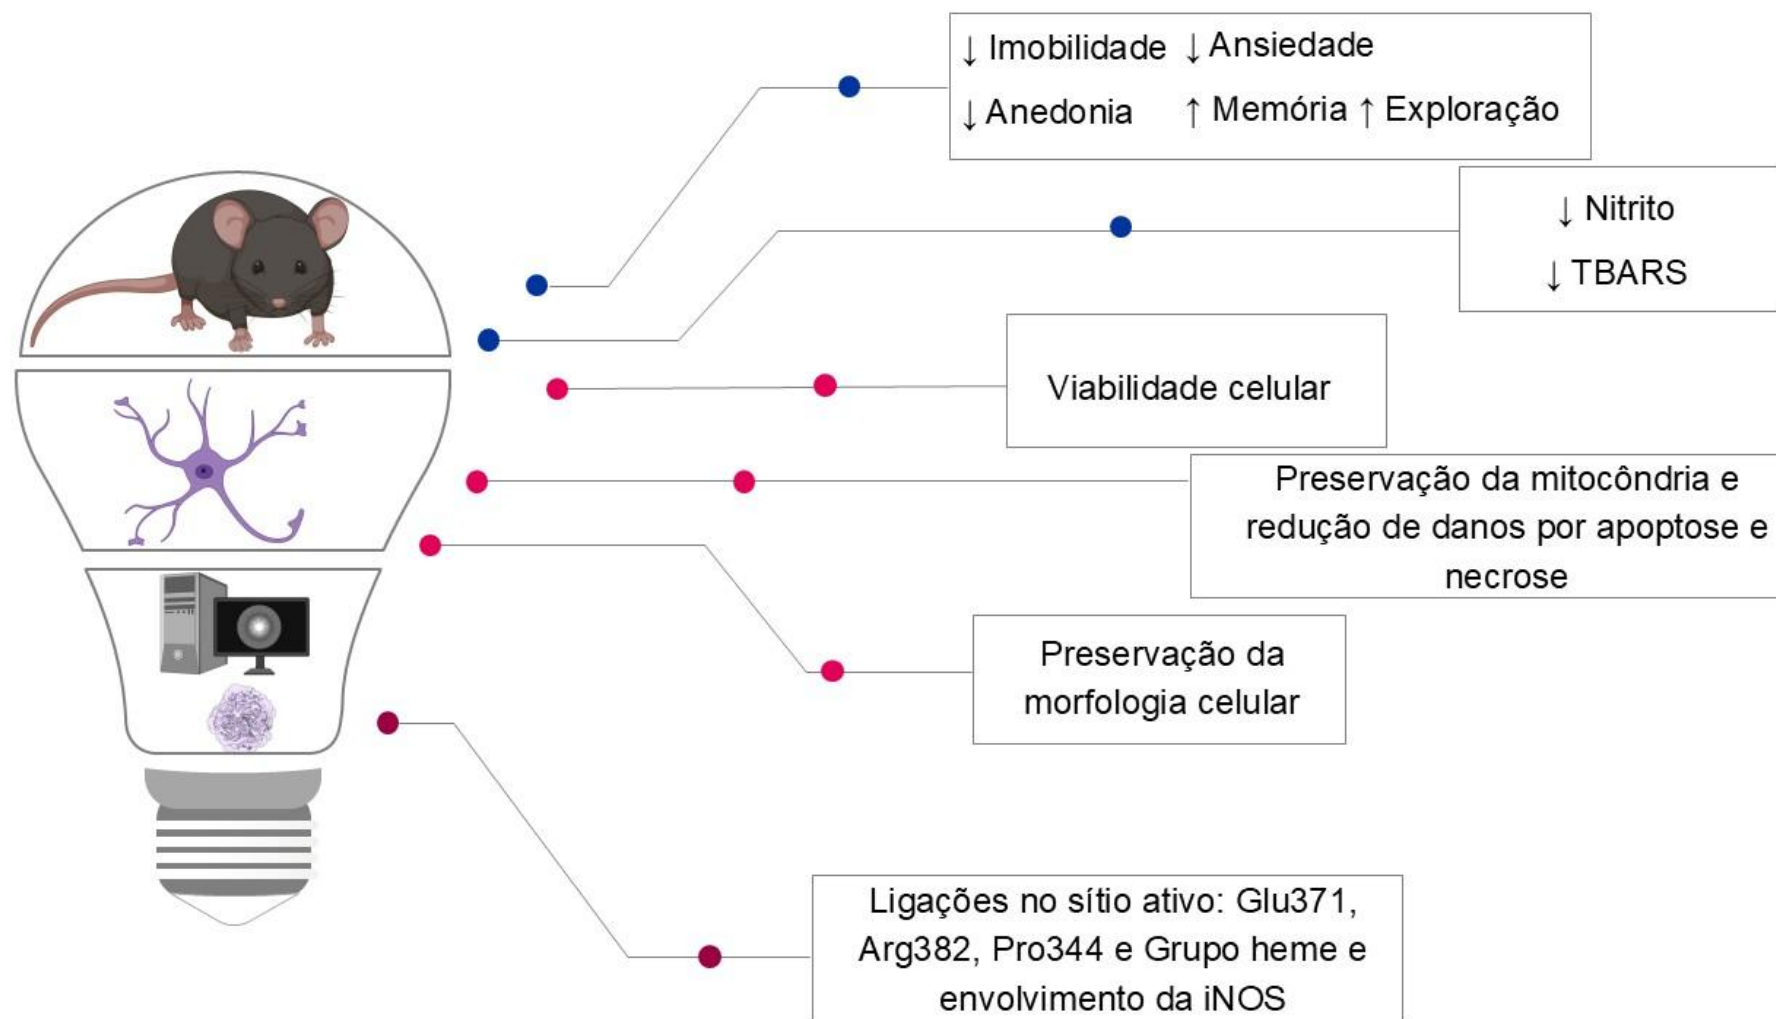 ↓ Imobilidade ↓ Ansiedade
↓ Anedonia ↑ Memória ↑ Exploração
↓ Nitrito
↓ TBARS
Viabilidade celular
Preservação da mitocôndria e
redução de danos por apoptose e
necrose
Preservação da
morfologia celular
Ligações no sítio ativo: Glu371,
Arg382, Pro344 e Grupo heme e
envolvimento da iNOS